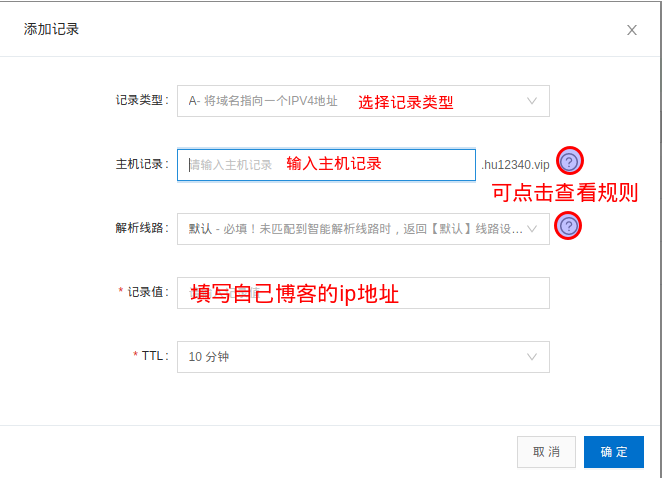 添加记录
记录类型: A- 将域名指向一个IPV4地址 选择记录类型
主机记录: 请输入主机记录 输入主机记录 .hu12340.vip ?
可点击查看规则
解析线路: 默认 - 必填！未匹配到智能解析线路时，返回【默认】线路设... ?
* 记录值: 填写自己博客的ip地址
* TTL: 10 分钟
取 消 确 定